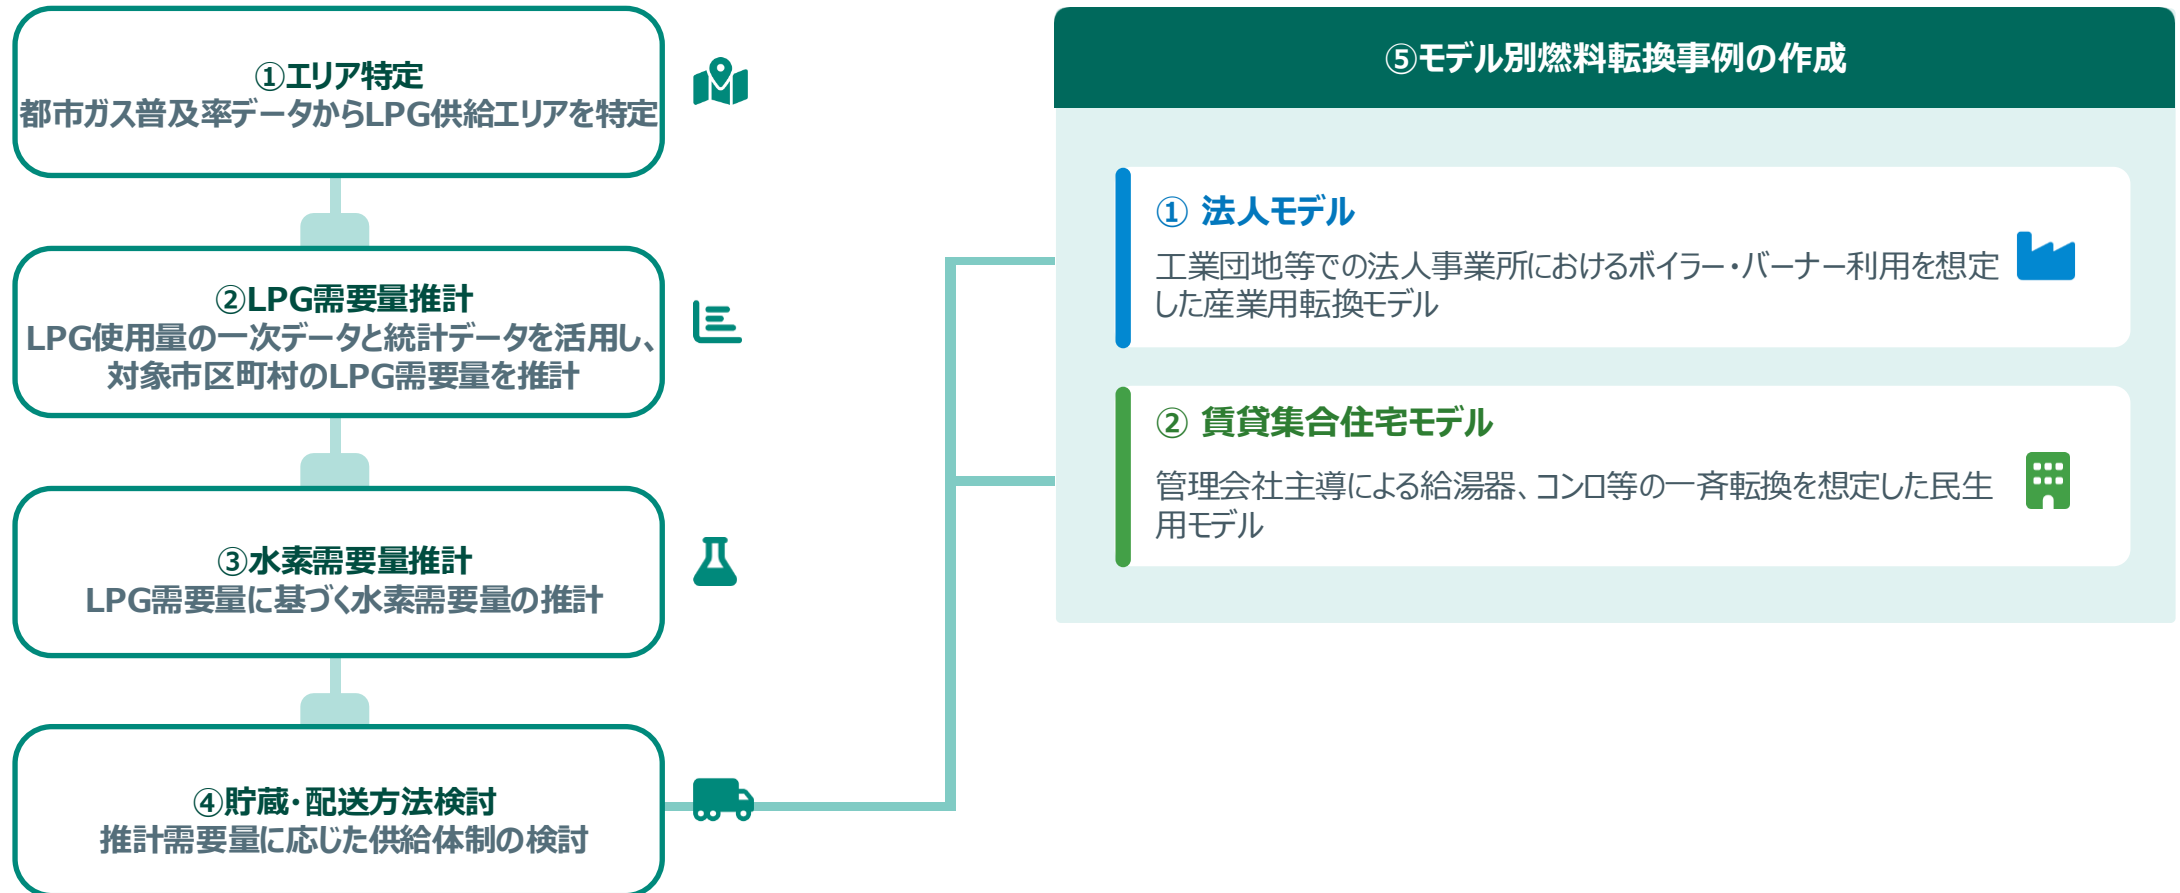 ①エリア特定
都市ガス普及率データからLPG供給エリアを特定
②LPG需要量推計
LPG使用量の一次データと統計データを活用し、
対象市区町村のLPG需要量を推計
③水素需要量推計
LPG需要量に基づく水素需要量の推計
④貯蔵・配送方法検討
推計需要量に応じた供給体制の検討
⑤モデル別燃料転換事例の作成
① 法人モデル
工業団地等での法人事業所におけるボイラー・バーナー利用を想定
した産業用転換モデル
② 賃貸集合住宅モデル
管理会社主導による給湯器、コンロ等の一斉転換を想定した民生
用モデル